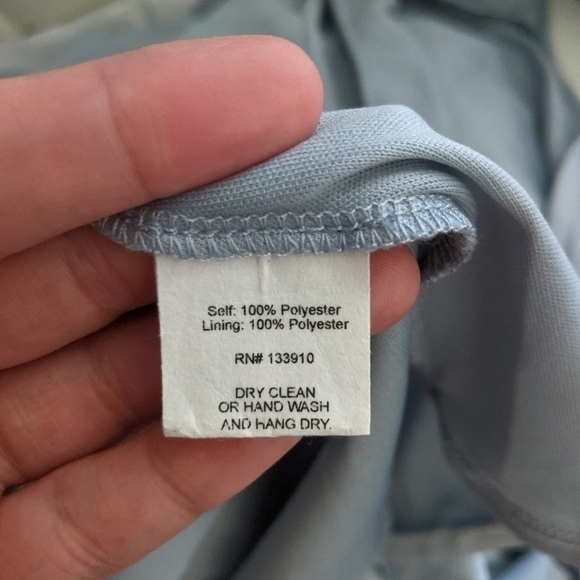 Self: 100% Polyester
Lining: 100% Polyester
RN# 133910
DRY CLEAN
OR HAND WASH
AND HANG DRY.